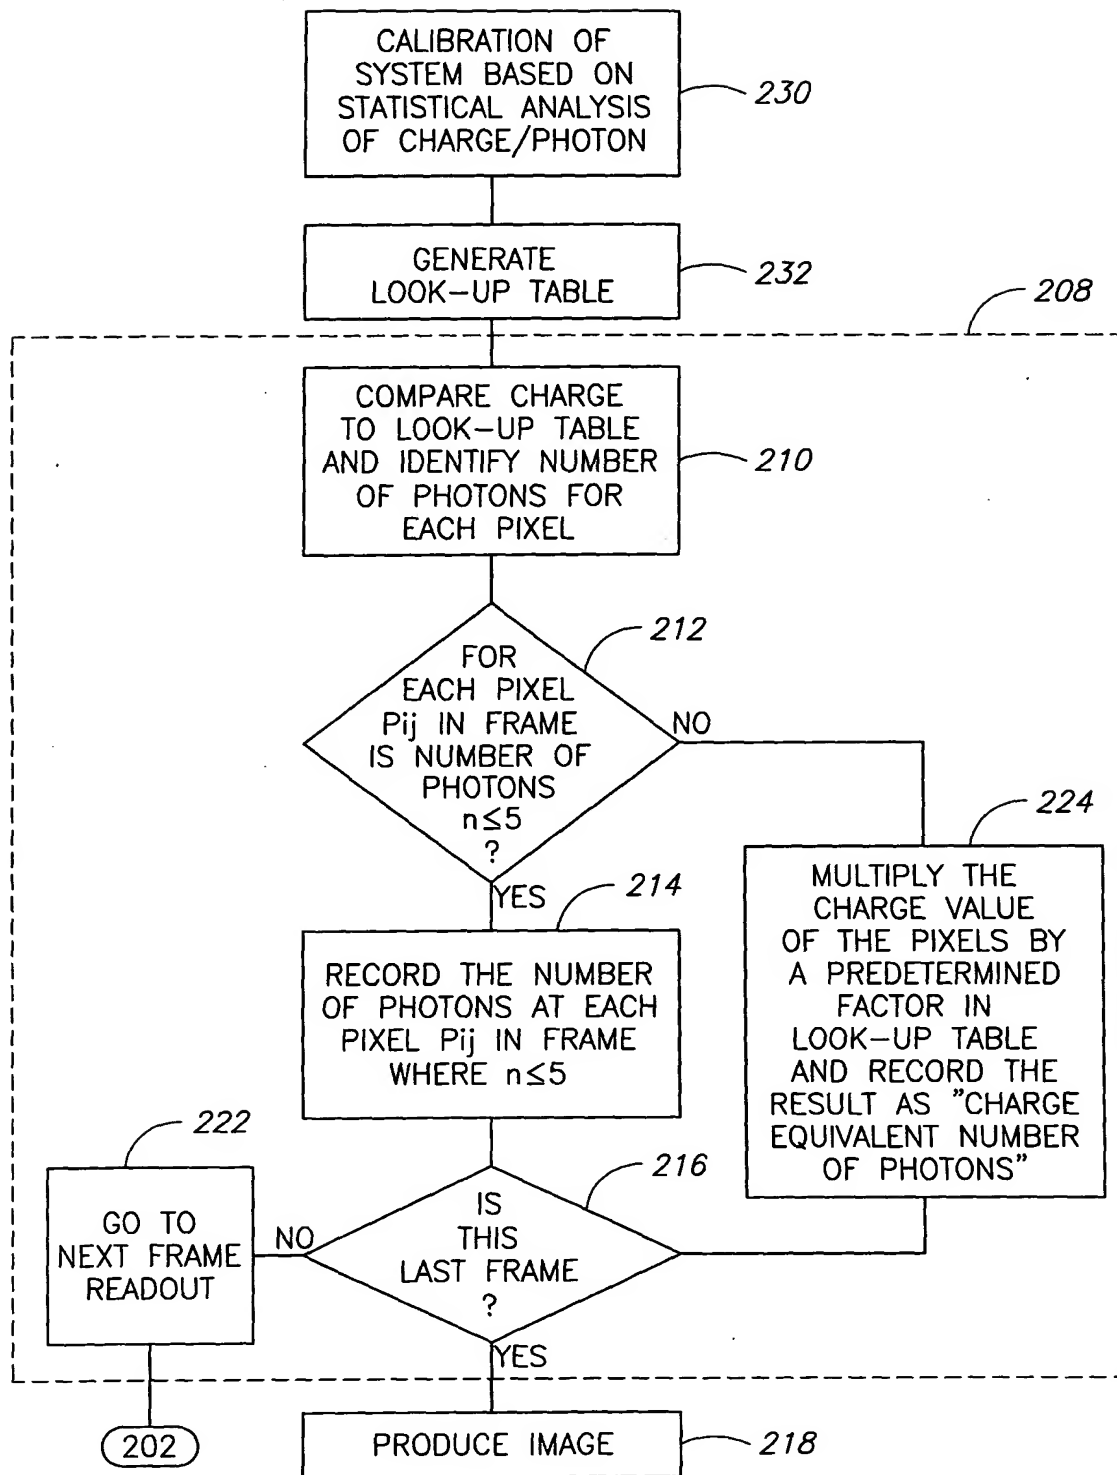 CALIBRATION OF
SYSTEM BASED ON
STATISTICAL ANALYSIS
OF CHARGE/PHOTON
230
GENERATE
LOOK-UP TABLE
232
208
COMPARE CHARGE
TO LOOK-UP TABLE
AND IDENTIFY NUMBER
OF PHOTONS FOR
EACH PIXEL
210
212
FOR
EACH PIXEL
Pij IN FRAME
IS NUMBER OF
PHOTONS
n≤5
?
NO
YES
224
MULTIPLY THE
CHARGE VALUE
OF THE PIXELS BY
A PREDETERMINED
FACTOR IN
LOOK-UP TABLE
AND RECORD THE
RESULT AS "CHARGE
EQUIVALENT NUMBER
OF PHOTONS"
214
RECORD THE NUMBER
OF PHOTONS AT EACH
PIXEL Pij IN FRAME
WHERE n≤5
222
GO TO
NEXT FRAME
READOUT
NO
216
IS
THIS
LAST FRAME
?
YES
202
PRODUCE IMAGE
218